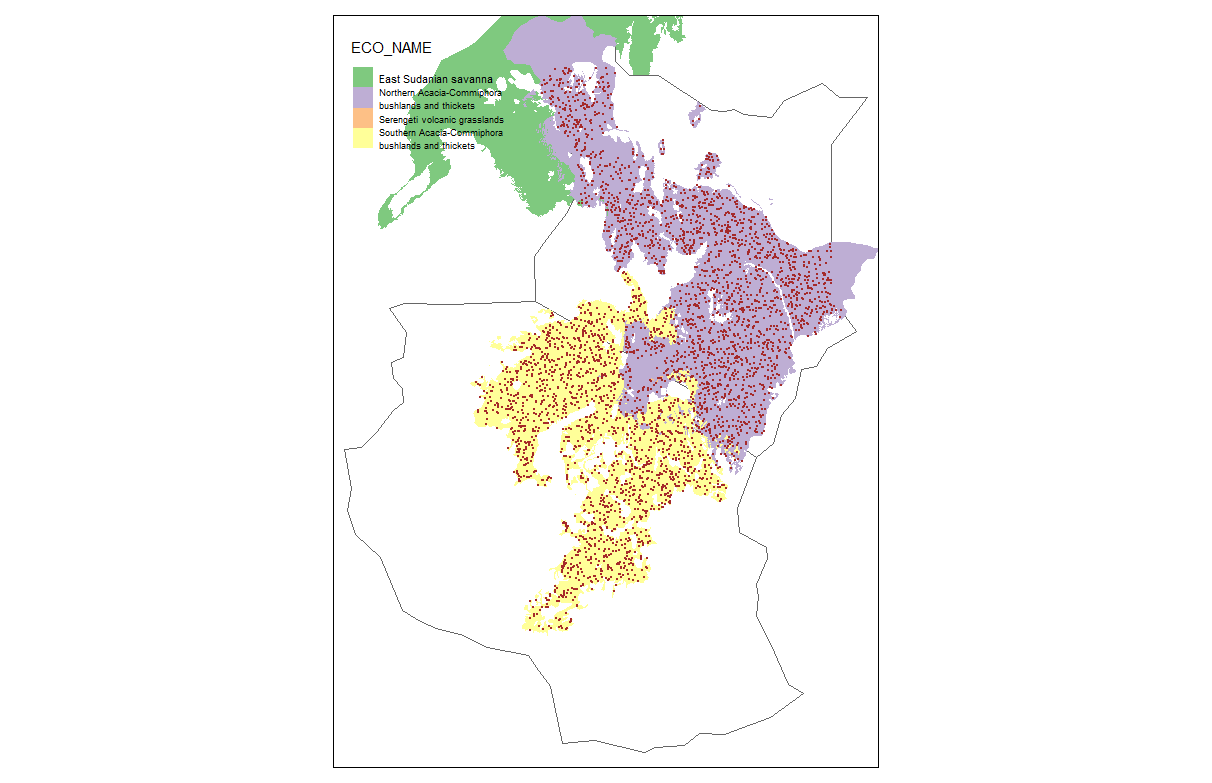 ECO_NAME
East Sudanian savanna
Northern Acacia-Commiphora
bushlands and thickets
Serengeti volcanic grasslands
Southern Acacia-Commiphora
bushlands and thickets